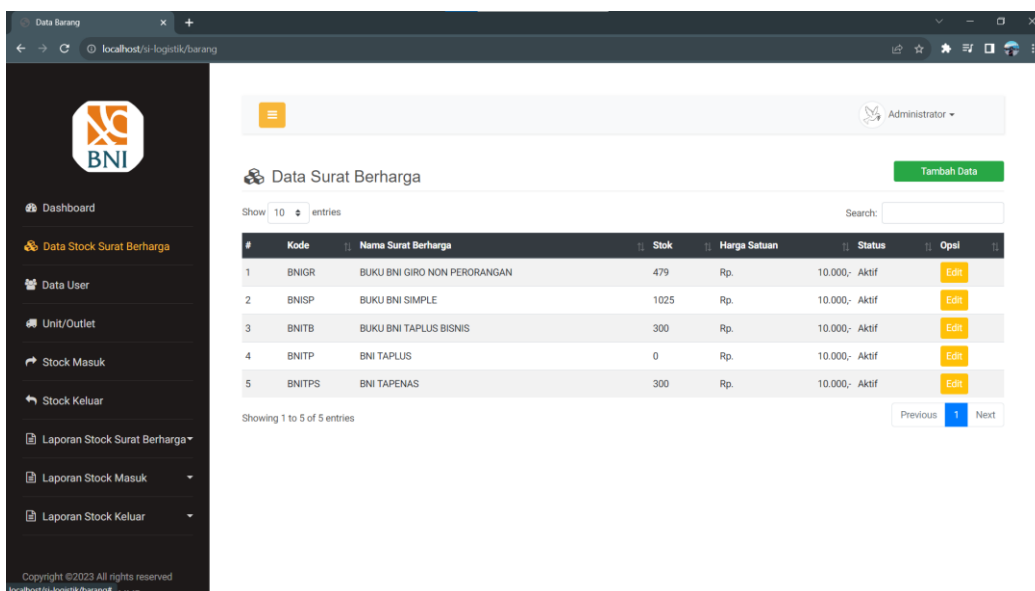 Data Barang
localhost/si-logistik/barang
BNI
Administrator
Data Surat Berharga
Tambah Data
Dashboard
Show 10 entries
Search:
Data Stock Surat Berharga
# Kode Nama Surat Berharga Stok Harga Satuan Status Opsi
1 BNIGR BUKU BNI GIRO NON PERORANGAN 479 Rp. 10.000,- Aktif Edit
Data User
2 BNISP BUKU BNI SIMPLE 1025 Rp. 10.000,- Aktif Edit
Unit/Outlet
3 BNITB BUKU BNI TAPLUS BISNIS 300 Rp. 10.000,- Aktif Edit
Stock Masuk
4 BNITP BNI TAPLUS 0 Rp. 10.000,- Aktif Edit
5 BNITPS BNI TAPENAS 300 Rp. 10.000,- Aktif Edit
Stock Keluar
Showing 1 to 5 of 5 entries
Previous 1 Next
Laporan Stock Surat Berharga
Laporan Stock Masuk
Laporan Stock Keluar
Copyright ©2023 All rights reserved
localhost/si-logistik/barang#